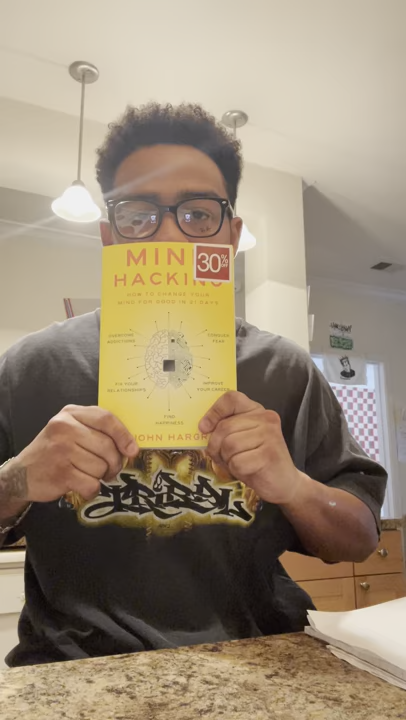 MIN
30%
HACKING
HOW TO CHANGE YOUR
MIND FOR GOOD IN 21 DAYS
OVERCOME
ADDICTIONS
CONQUER
FEAR
FIX YOUR
RELATIONSHIPS
IMPROVE
YOUR CAREER
FIND
HAPPINESS
JOHN HARGR
TRIBAL